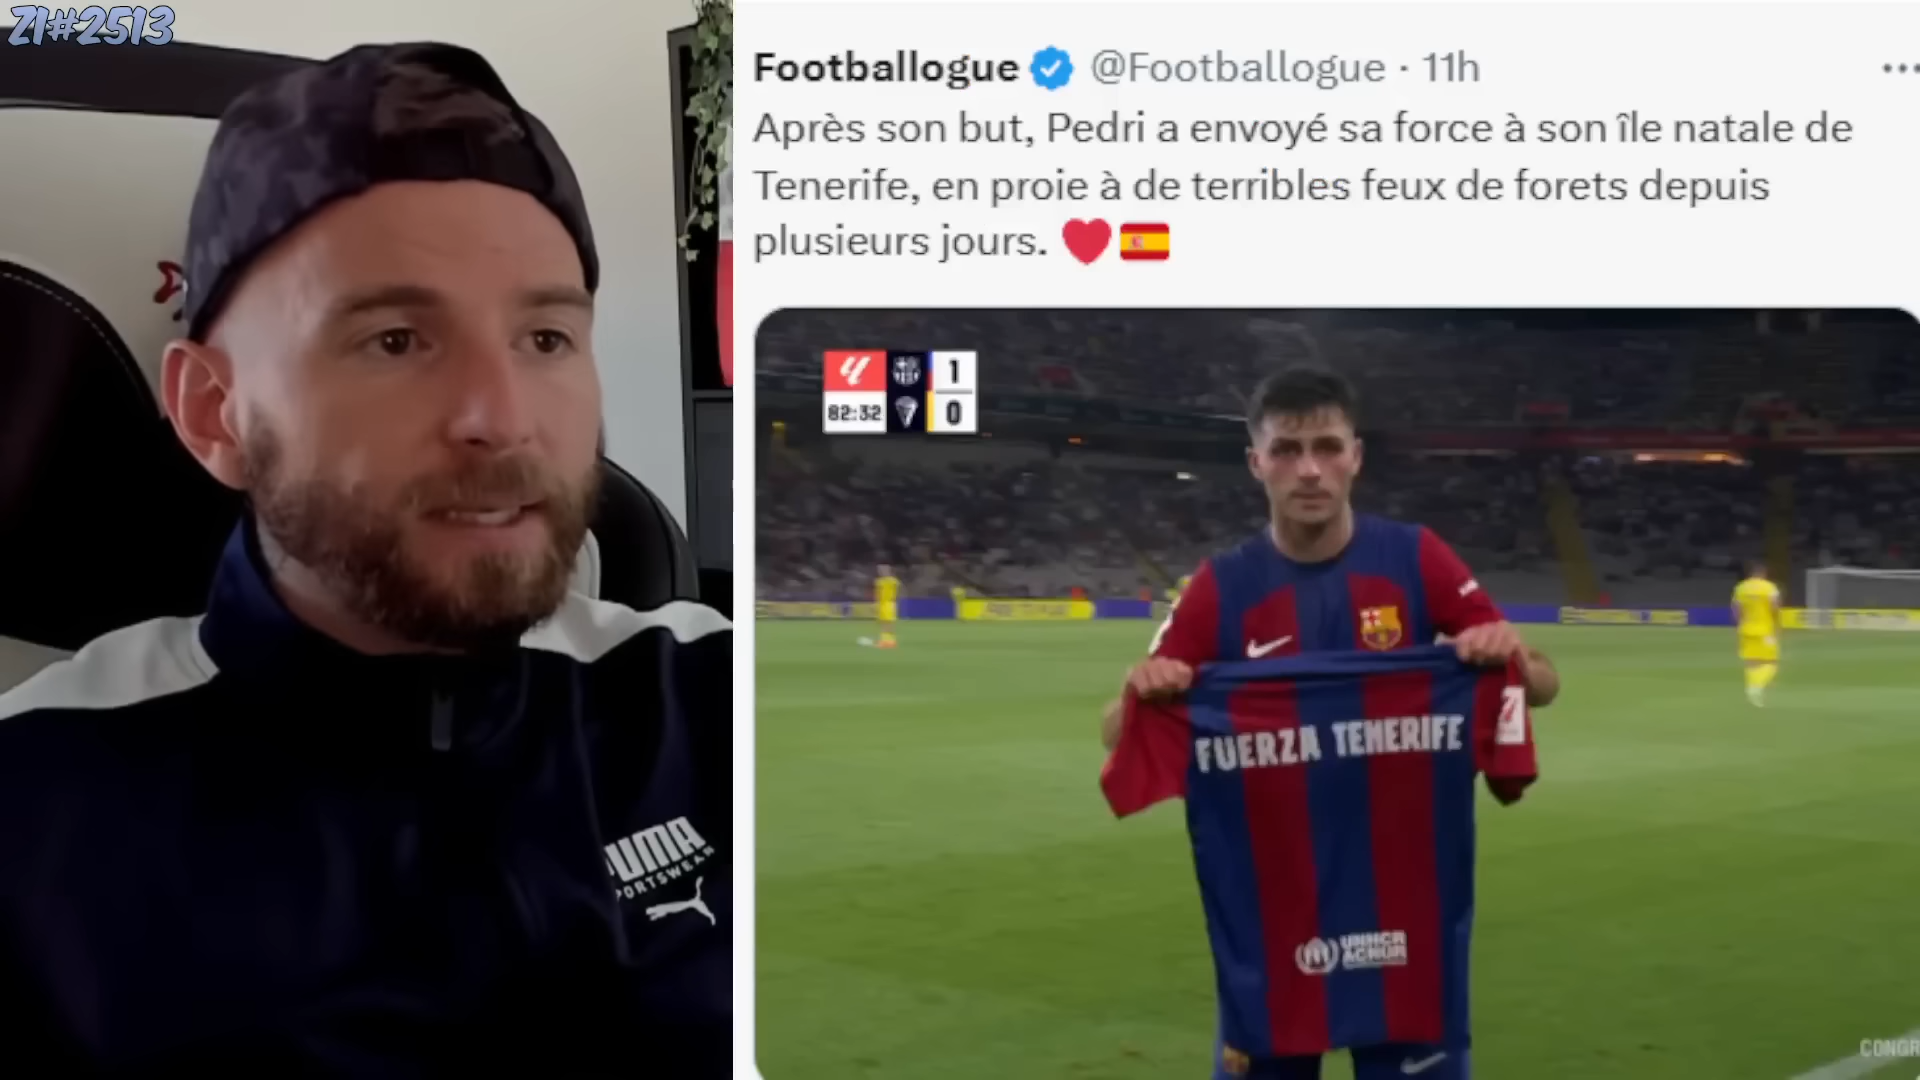 ZI#2513
Footballogue @Footballogue · 11h
Après son but, Pedri a envoyé sa force à son île natale de
Tenerife, en proie à de terribles feux de forets depuis
plusieurs jours.
1
82:32 0
FUERZA TENERIFE
UNHCR
ACNUR
PUMA
SPORTSWEAR